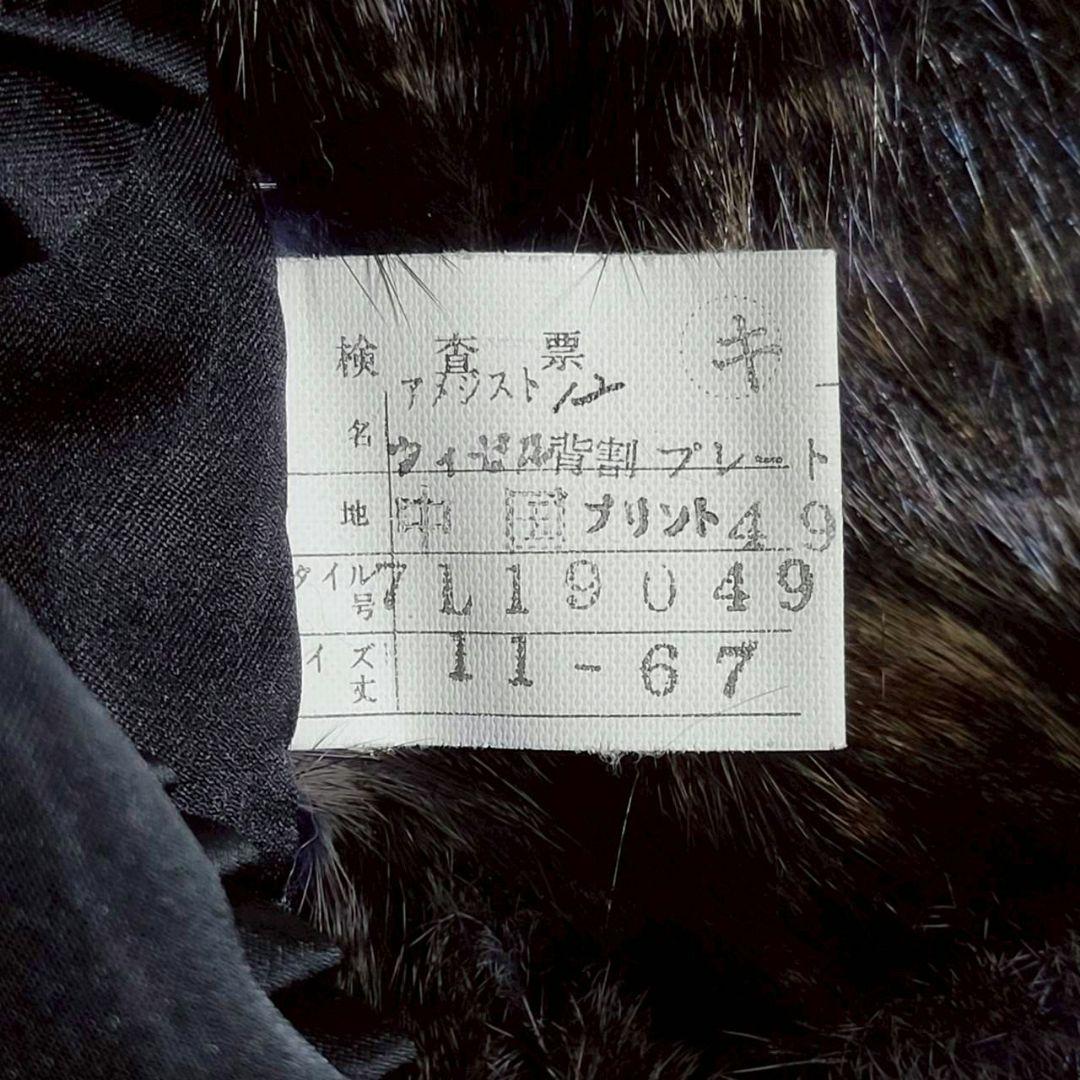 検査票 キ
アメジスト
名 ウィゼル背割プレート
地 中国プリント49
タイル号 7L19049
イズ丈 11-67